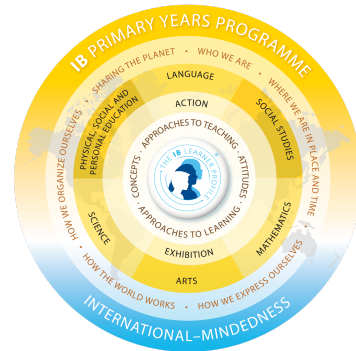 IB PRIMARY YEARS PROGRAMME
SHARING THE PLANET • WHO WE ARE • WHERE WE ARE IN PLACE AND TIME
• HOW WE ORGANIZE OURSELVES •
LANGUAGE
PHYSICAL, SOCIAL AND
PERSONAL EDUCATION
SOCIAL STUDIES
ACTION
APPROACHES TO TEACHING
• CONCEPTS •
• ATTITUDES •
THE IB LEARNER PROFILE
APPROACHES TO LEARNING
EXHIBITION
SCIENCE
MATHEMATICS
ARTS
HOW THE WORLD WORKS • HOW WE EXPRESS OURSELVES
INTERNATIONAL–MINDEDNESS